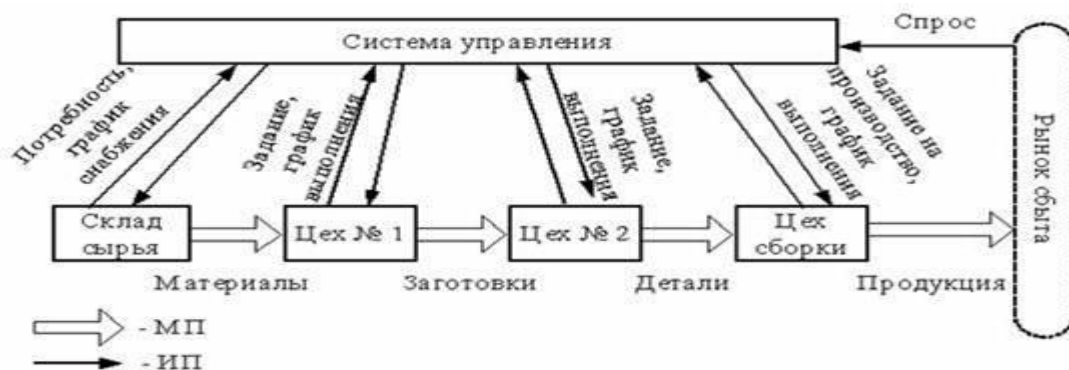 Спрос
Система управления
Потребность,
график
снабжения
Задание,
график
выполнения
Задание,
график
выполнения
Задание на
производство,
график
выполнения
Рынок сбыта
Склад
сырья
Цех № 1
Цех № 2
Цех
сборки
Материалы
Заготовки
Детали
Продукция
- МП
- ИП